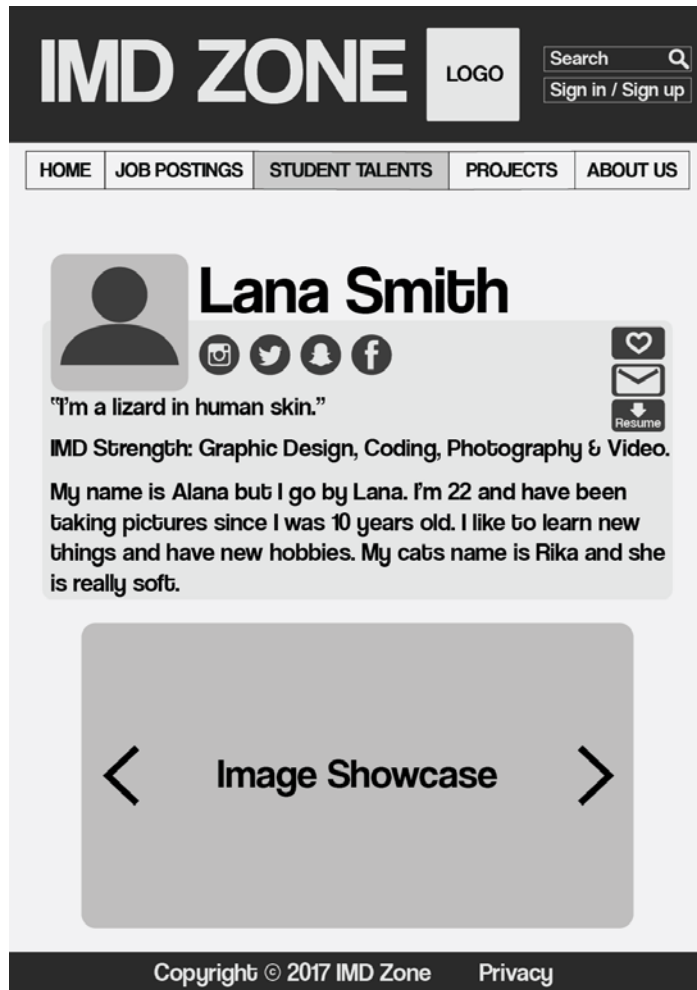 IMD ZONE
LOGO
Search
Sign in / Sign up
HOME JOB POSTINGS STUDENT TALENTS PROJECTS ABOUT US
Lana Smith
“I’m a lizard in human skin.”
Resume
IMD Strength: Graphic Design, Coding, Photography & Video.
My name is Alana but I go by Lana. I’m 22 and have been
taking pictures since I was 10 years old. I like to learn new
things and have new hobbies. My cats name is Rika and she
is really soft.
Image Showcase
Copyright © 2017 IMD Zone Privacy